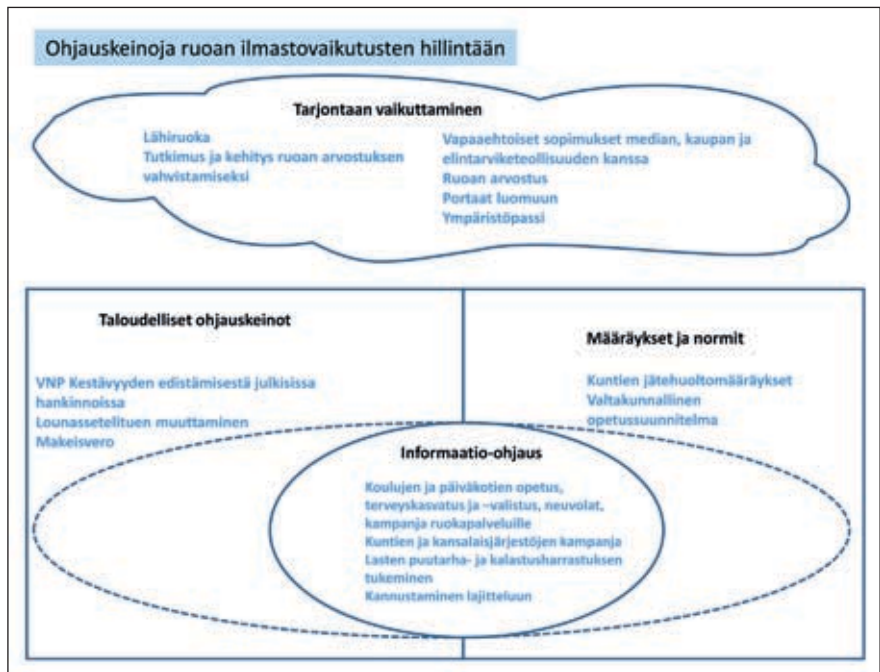 Ohjauskeinoja ruoan ilmastovaikutusten hillintään
Tarjontaan vaikuttaminen
Lähiruoka
Tutkimus ja kehitys ruoan arvostuksen
vahvistamiseksi
Vapaaehtoiset sopimukset median, kaupan ja
elintarviketeollisuuden kanssa
Ruoan arvostus
Portaat luomuun
Ympäristöpassi
Taloudelliset ohjauskeinot
VNP Kestävyyden edistämisestä julkisissa
hankinnoissa
Lounassetelituen muuttaminen
Makeisvero
Määräykset ja normit
Kuntien jätehuoltomääräykset
Valtakunnallinen
opetussuunnitelma
Informaatio-ohjaus
Koulujen ja päiväkotien opetus,
terveyskasvatus ja –valistus, neuvolat,
kampanja ruokapalveluille
Kuntien ja kansalaisjärjestöjen kampanja
Lasten puutarha- ja kalastusharrastuksen
tukeminen
Kannustaminen lajitteluun